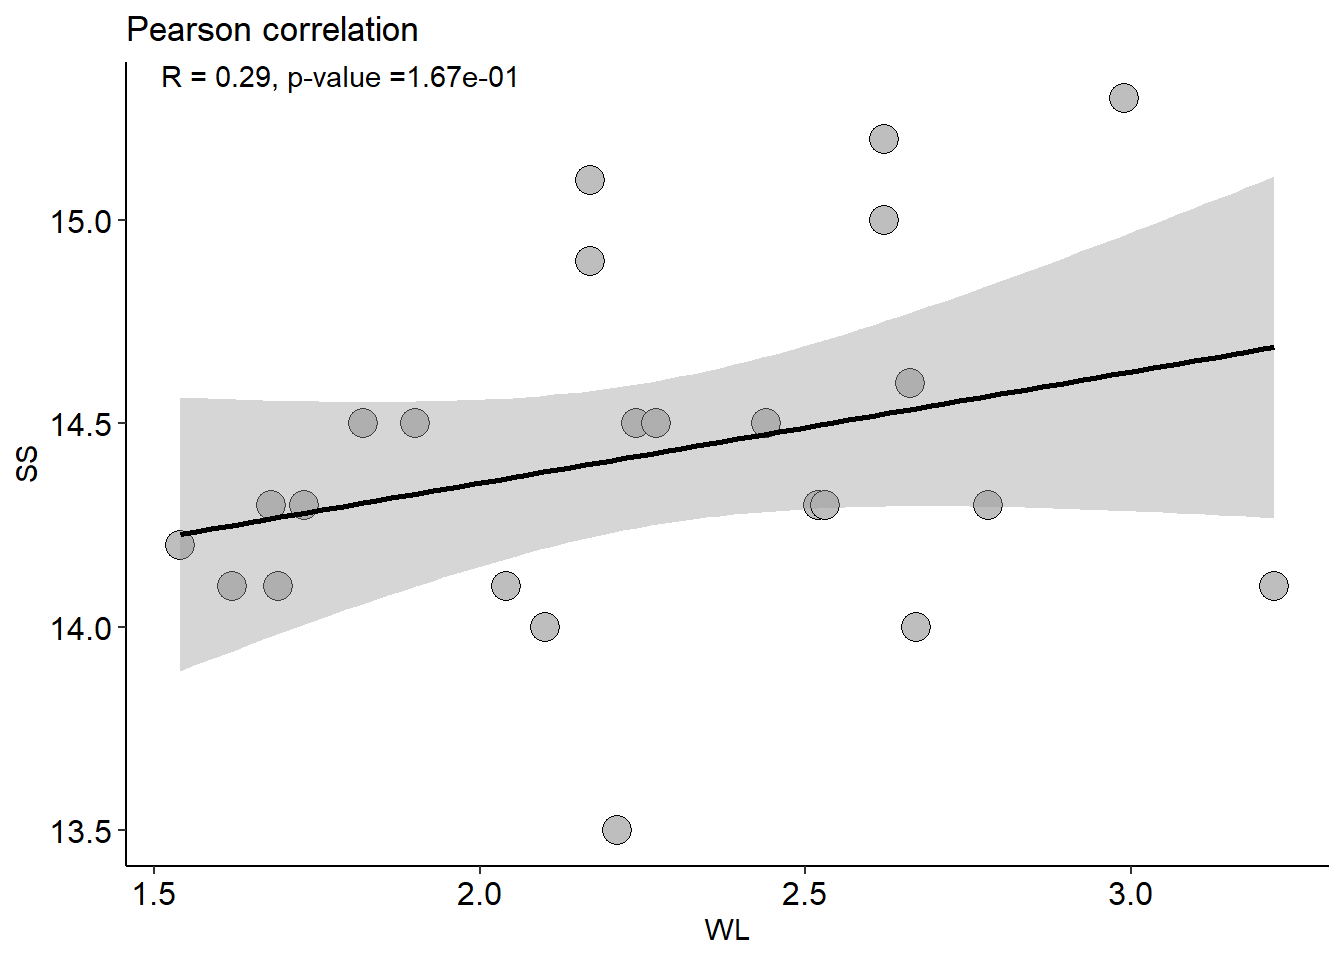 Pearson correlation
R = 0.29, p-value =1.67e-01
15.0
14.5
SS
14.0
13.5
1.5 2.0 2.5 3.0
WL